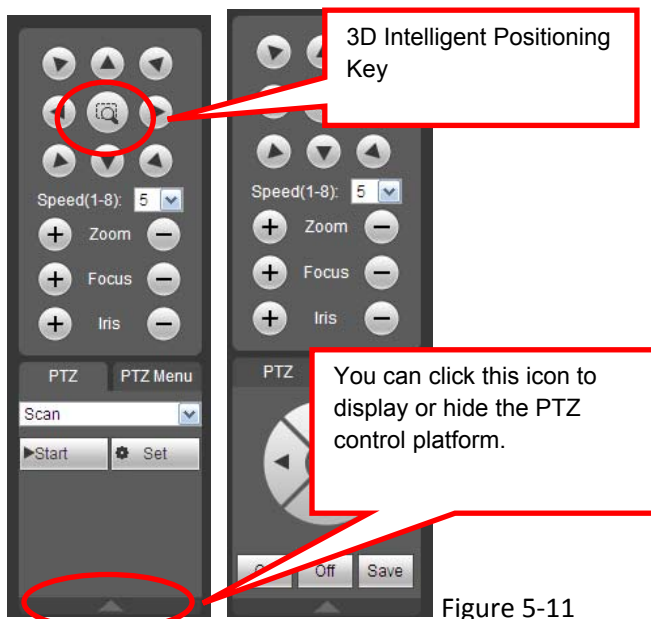 3D Intelligent Positioning
Key
Speed(1-8): 5
Zoom
Focus
Iris
PTZ PTZ Menu
Scan
Start Set
Speed(1-8): 5
Zoom
Focus
Iris
PTZ
You can click this icon to
display or hide the PTZ
control platform.
Off Save
Figure 5-11